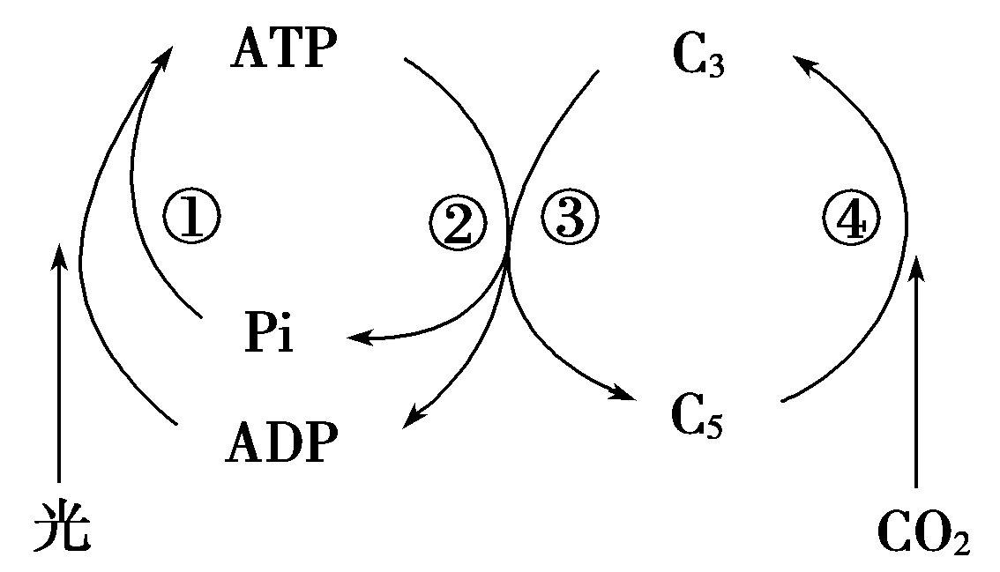 ATP C₃
① ② ③ ④
Pi
ADP C₅
光 CO₂